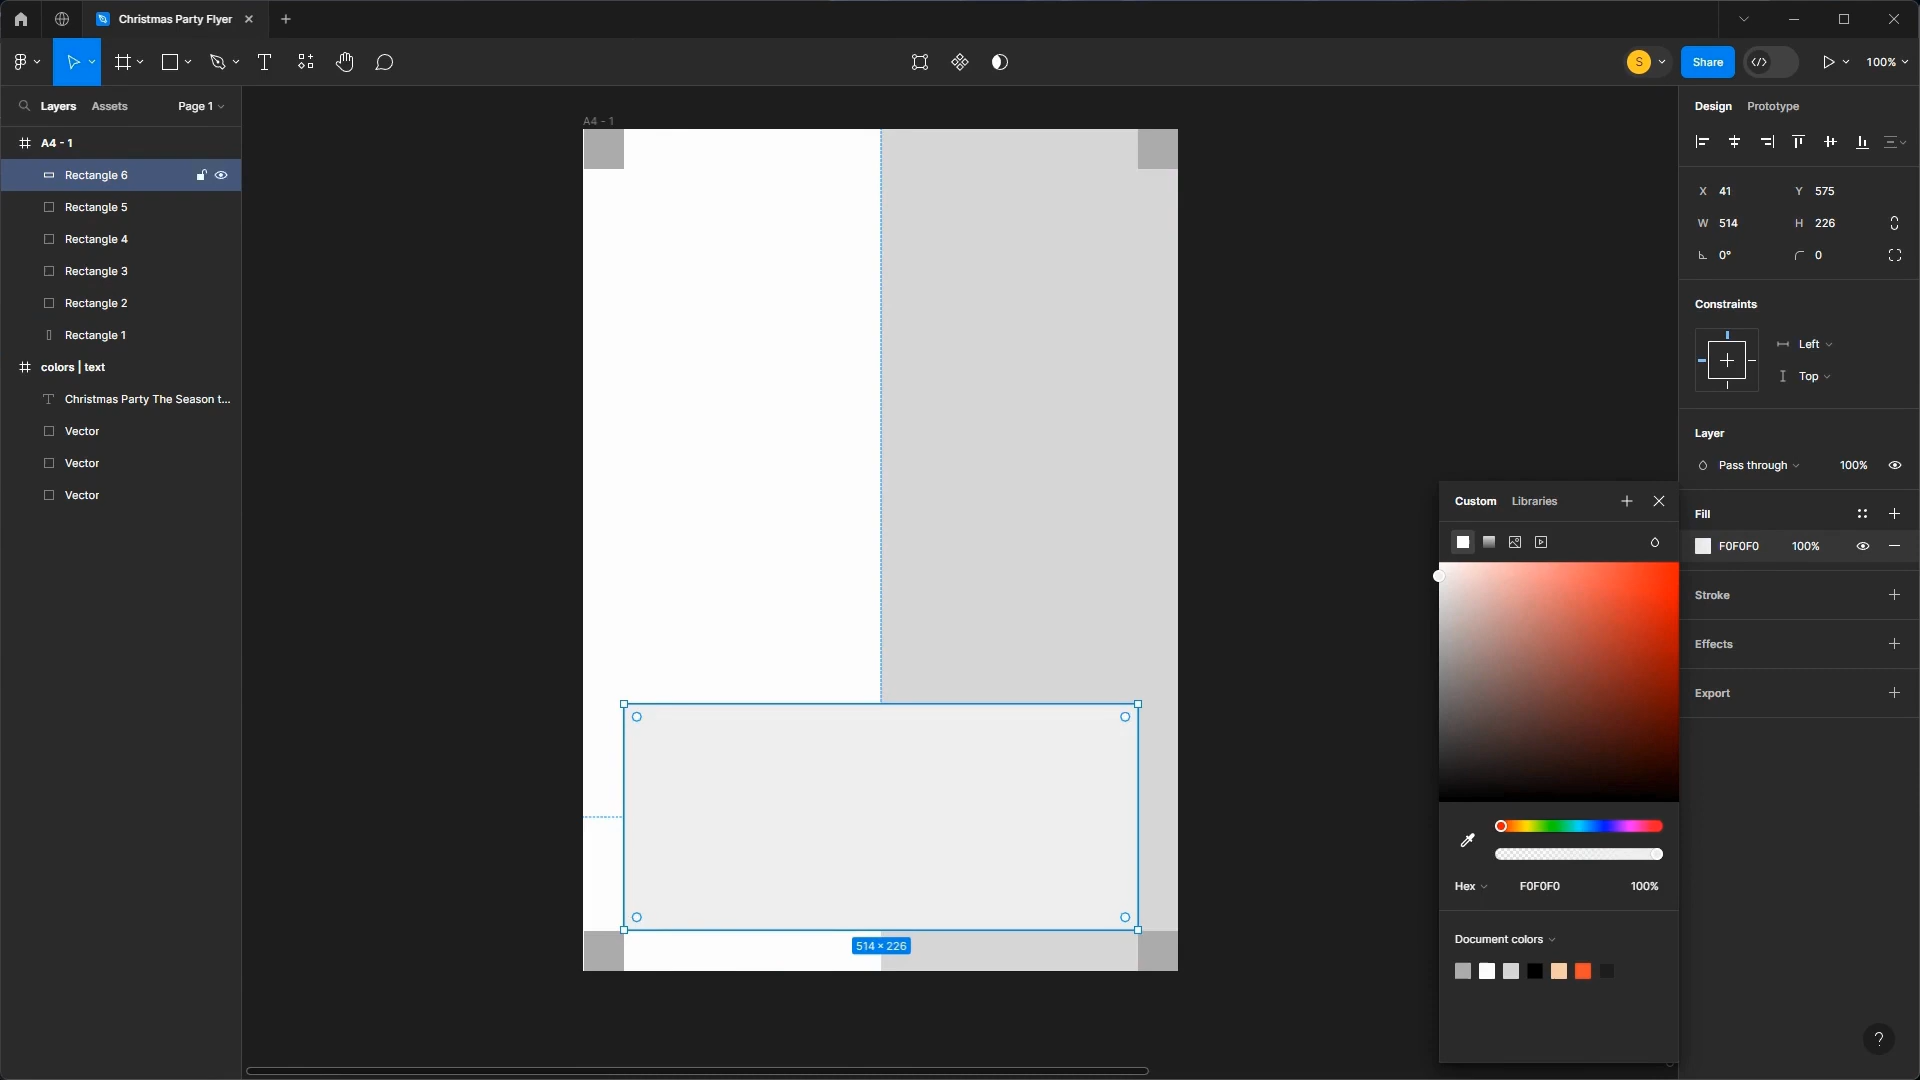 Christmas Party Flyer
S
Share
100%
Layers
Assets
Page 1
A4 - 1
Rectangle 6
Rectangle 5
Rectangle 4
Rectangle 3
Rectangle 2
Rectangle 1
colors | text
Christmas Party The Season t...
Vector
Vector
Vector
A4 - 1
514 × 226
Design
Prototype
X 41
Y 575
W 514
H 226
0°
0
Constraints
Left
Top
Layer
Pass through
100%
Fill
F0F0F0
100%
Stroke
Effects
Export
Custom
Libraries
Hex
F0F0F0
100%
Document colors
?